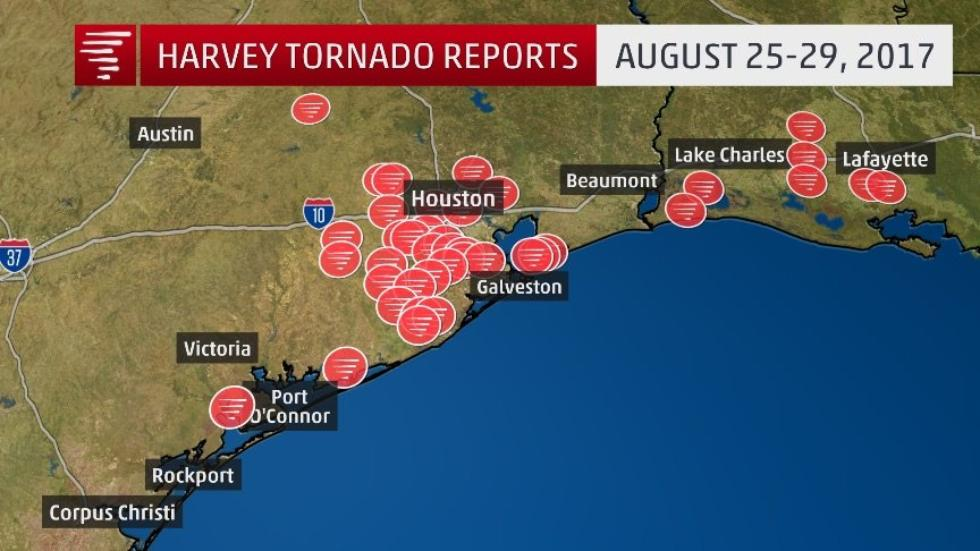 HARVEY TORNADO REPORTS
AUGUST 25-29, 2017
Austin
Lake Charles
Lafayette
Beaumont
Houston
10
37
Galveston
Victoria
Port
O'Connor
Rockport
Corpus Christi